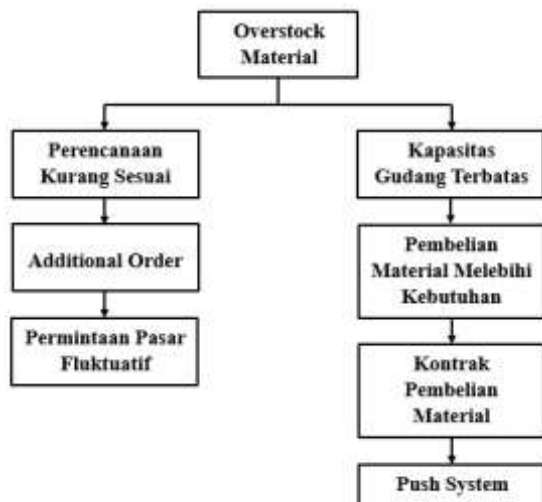 Overstock
Material
Perencanaan
Kurang Sesuai
Additional Order
Permintaan Pasar
Fluktuatif
Kapasitas
Gudang Terbatas
Pembelian
Material Melebihi
Kebutuhan
Kontrak
Pembelian
Material
Push System